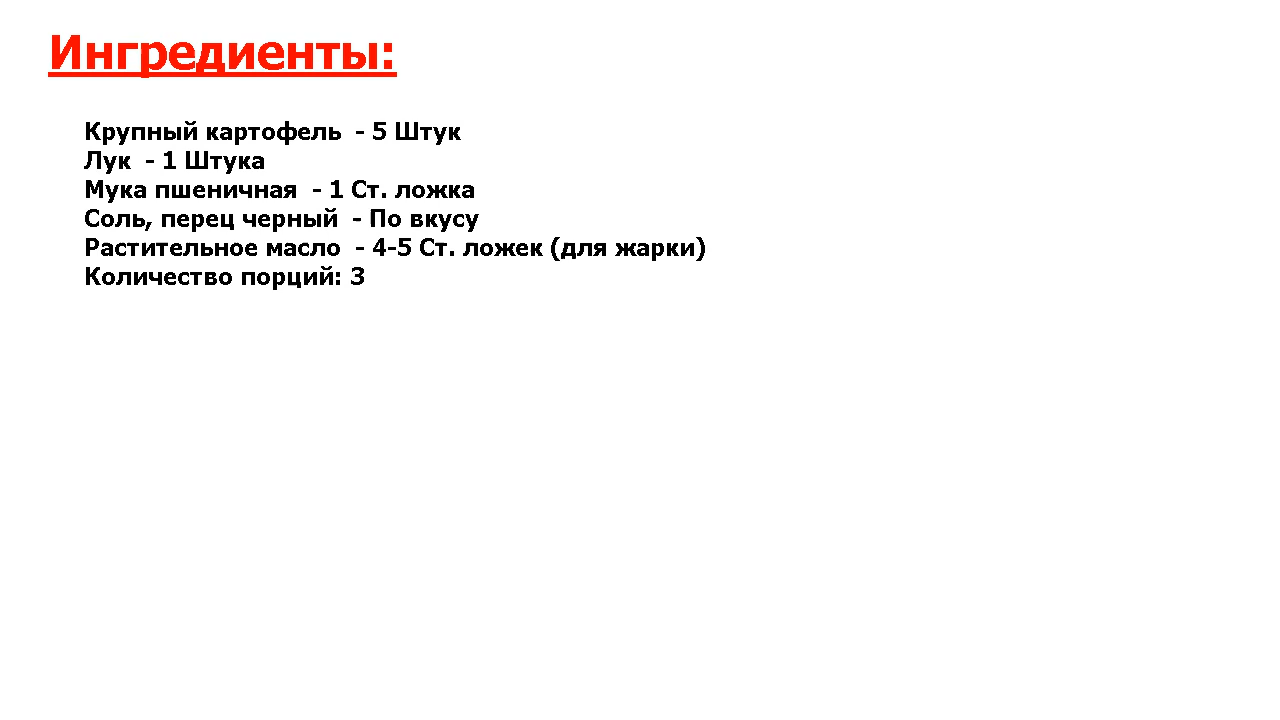 Ингредиенты:
Крупный картофель  - 5 Штук
Лук  - 1 Штука
Мука пшеничная  - 1 Ст. ложка
Соль, перец черный  - По вкусу
Растительное масло  - 4-5 Ст. ложек (для жарки)
Количество порций: 3